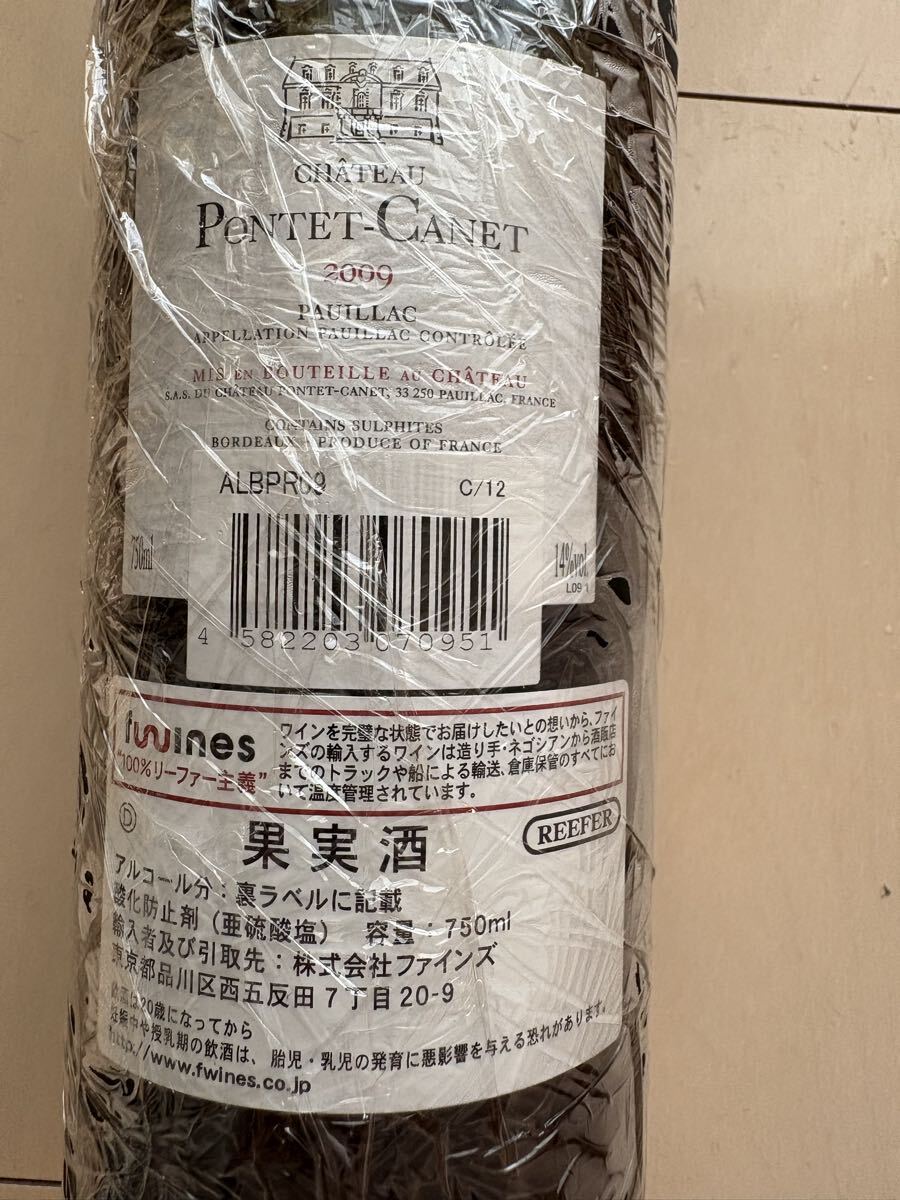 CHÂTEAU
PONTET-CANET
2009
PAUILLAC
APPELLATION PAUILLAC CONTRÔLÉE
MIS EN BOUTEILLE AU CHÂTEAU
S.A.S. DU CHÂTEAU PONTET-CANET, 33 250 PAUILLAC, FRANCE
CONTAINS SULPHITES
BORDEAUX - PRODUCE OF FRANCE
ALBPR09 C/12
750ml
14%vol.
L09 1
4 582203 070951
fwines
"100%リーファー主義"
ワインを完璧な状態でお届けしたいとの想いから、ファイ
ンズの輸入するワインは造り手・ネゴシアンから酒販店
までのトラックや船による輸送、倉庫保管のすべてにお
いて温度管理されています。
D
果実酒
REEFER
アルコール分：裏ラベルに記載
酸化防止剤（亜硫酸塩） 容量：750ml
輸入者及び引取先：株式会社ファインズ
東京都品川区西五反田7丁目20-9
飲酒は20歳になってから
妊娠中や授乳期の飲酒は、胎児・乳児の発育に悪影響を与える恐れがあります。
http://www.fwines.co.jp